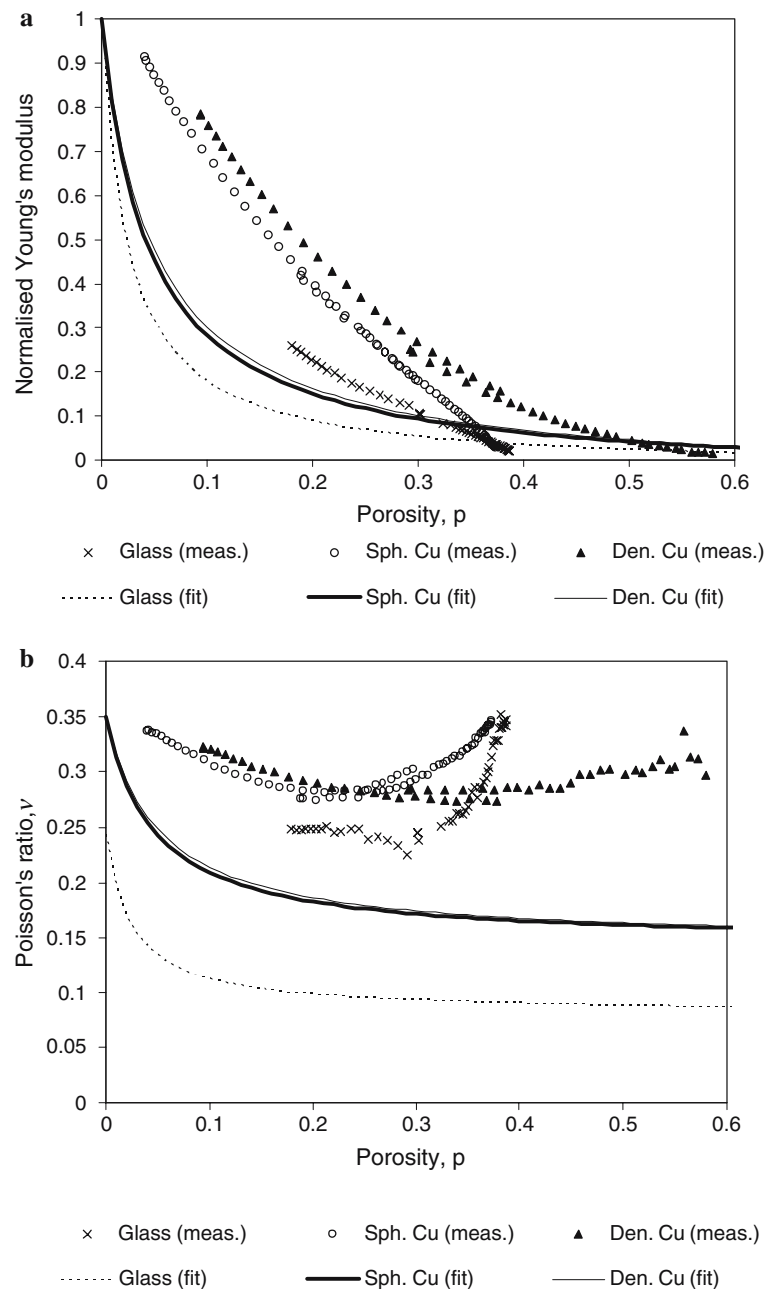 a
1
0.9
0.8
0.7
0.6
0.5
0.4
0.3
0.2
0.1
0
Normalised Young's modulus
0 0.1 0.2 0.3 0.4 0.5 0.6
Porosity, p
Glass (meas.) Sph. Cu (meas.) Den. Cu (meas.)
Glass (fit) Sph. Cu (fit) Den. Cu (fit)
b
0.4
0.35
0.3
0.25
0.2
0.15
0.1
0.05
0
Poisson's ratio,ν
0 0.1 0.2 0.3 0.4 0.5 0.6
Porosity, p
Glass (meas.) Sph. Cu (meas.) Den. Cu (meas.)
Glass (fit) Sph. Cu (fit) Den. Cu (fit)